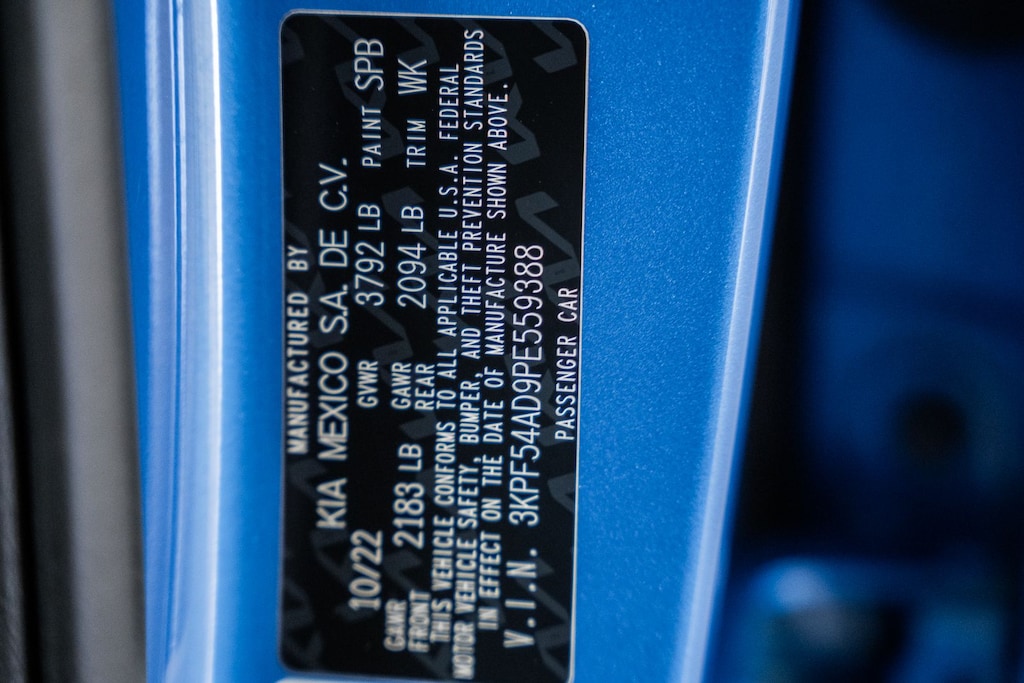 MANUFACTURED BY
KIA MEXICO S.A. DE C.V.
10/22 GVWR 3792 LB PAINT SPB
GAWR FRONT 2183 LB GAWR REAR 2094 LB TRIM WK
THIS VEHICLE CONFORMS TO ALL APPLICABLE U.S.A. FEDERAL
MOTOR VEHICLE SAFETY, BUMPER, AND THEFT PREVENTION STANDARDS
IN EFFECT ON THE DATE OF MANUFACTURE SHOWN ABOVE.
V.I.N. 3KPF54AD9PE559388
PASSENGER CAR